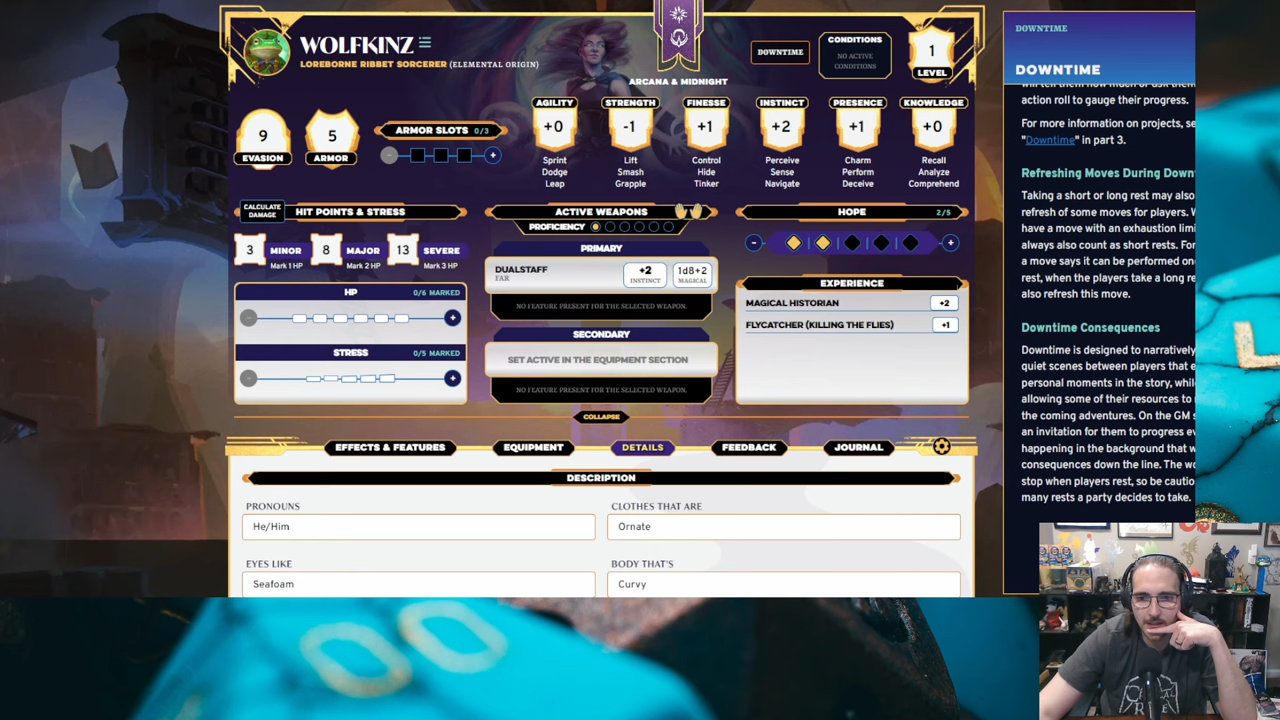 WOLFKINZ
LOREBORNE RIBBET SORCERER (ELEMENTAL ORIGIN)
ARCANA & MIDNIGHT
DOWNTIME
CONDITIONS
NO ACTIVE
CONDITIONS
1
LEVEL
9
EVASION
5
ARMOR
ARMOR SLOTS 0/3
- +
AGILITY
+0
Sprint
Dodge
Leap
STRENGTH
-1
Lift
Smash
Grapple
FINESSE
+1
Control
Hide
Tinker
INSTINCT
+2
Perceive
Sense
Navigate
PRESENCE
+1
Charm
Perform
Deceive
KNOWLEDGE
+0
Recall
Analyze
Comprehend
CALCULATE
DAMAGE
HIT POINTS & STRESS
3 MINOR
Mark 1 HP
8 MAJOR
Mark 2 HP
13 SEVERE
Mark 3 HP
HP 0/6 MARKED
- +
STRESS 0/5 MARKED
- +
ACTIVE WEAPONS
PROFICIENCY
PRIMARY
DUALSTAFF
FAR
+2
INSTINCT
1d8+2
MAGICAL
NO FEATURE PRESENT FOR THE SELECTED WEAPON.
SECONDARY
SET ACTIVE IN THE EQUIPMENT SECTION
NO FEATURE PRESENT FOR THE SELECTED WEAPON.
HOPE 2/5
- +
EXPERIENCE
MAGICAL HISTORIAN +2
FLYCATCHER (KILLING THE FLIES) +1
COLLAPSE
EFFECTS & FEATURES EQUIPMENT DETAILS FEEDBACK JOURNAL
DESCRIPTION
PRONOUNS
He/Him
CLOTHES THAT ARE
Ornate
EYES LIKE
Seafoam
BODY THAT'S
Curvy
DOWNTIME
DOWNTIME
will tell them how much or ask them
action roll to gauge their progress.
For more information on projects, se
"Downtime" in part 3.
Refreshing Moves During Down
Taking a short or long rest may also
refresh of some moves for players. 
have a move with an exhaustion limi
always also count as short rests. For
a move says it can be performed on
rest, when the players take a long re
also refresh this move.
Downtime Consequences
Downtime is designed to narratively
quiet scenes between players that e
personal moments in the story, whil
allowing some of their resources to
the coming adventures. On the GM s
an invitation for them to progress ev
happening in the background that w
consequences down the line. The wo
stop when players rest, so be cautio
many rests a party decides to take.